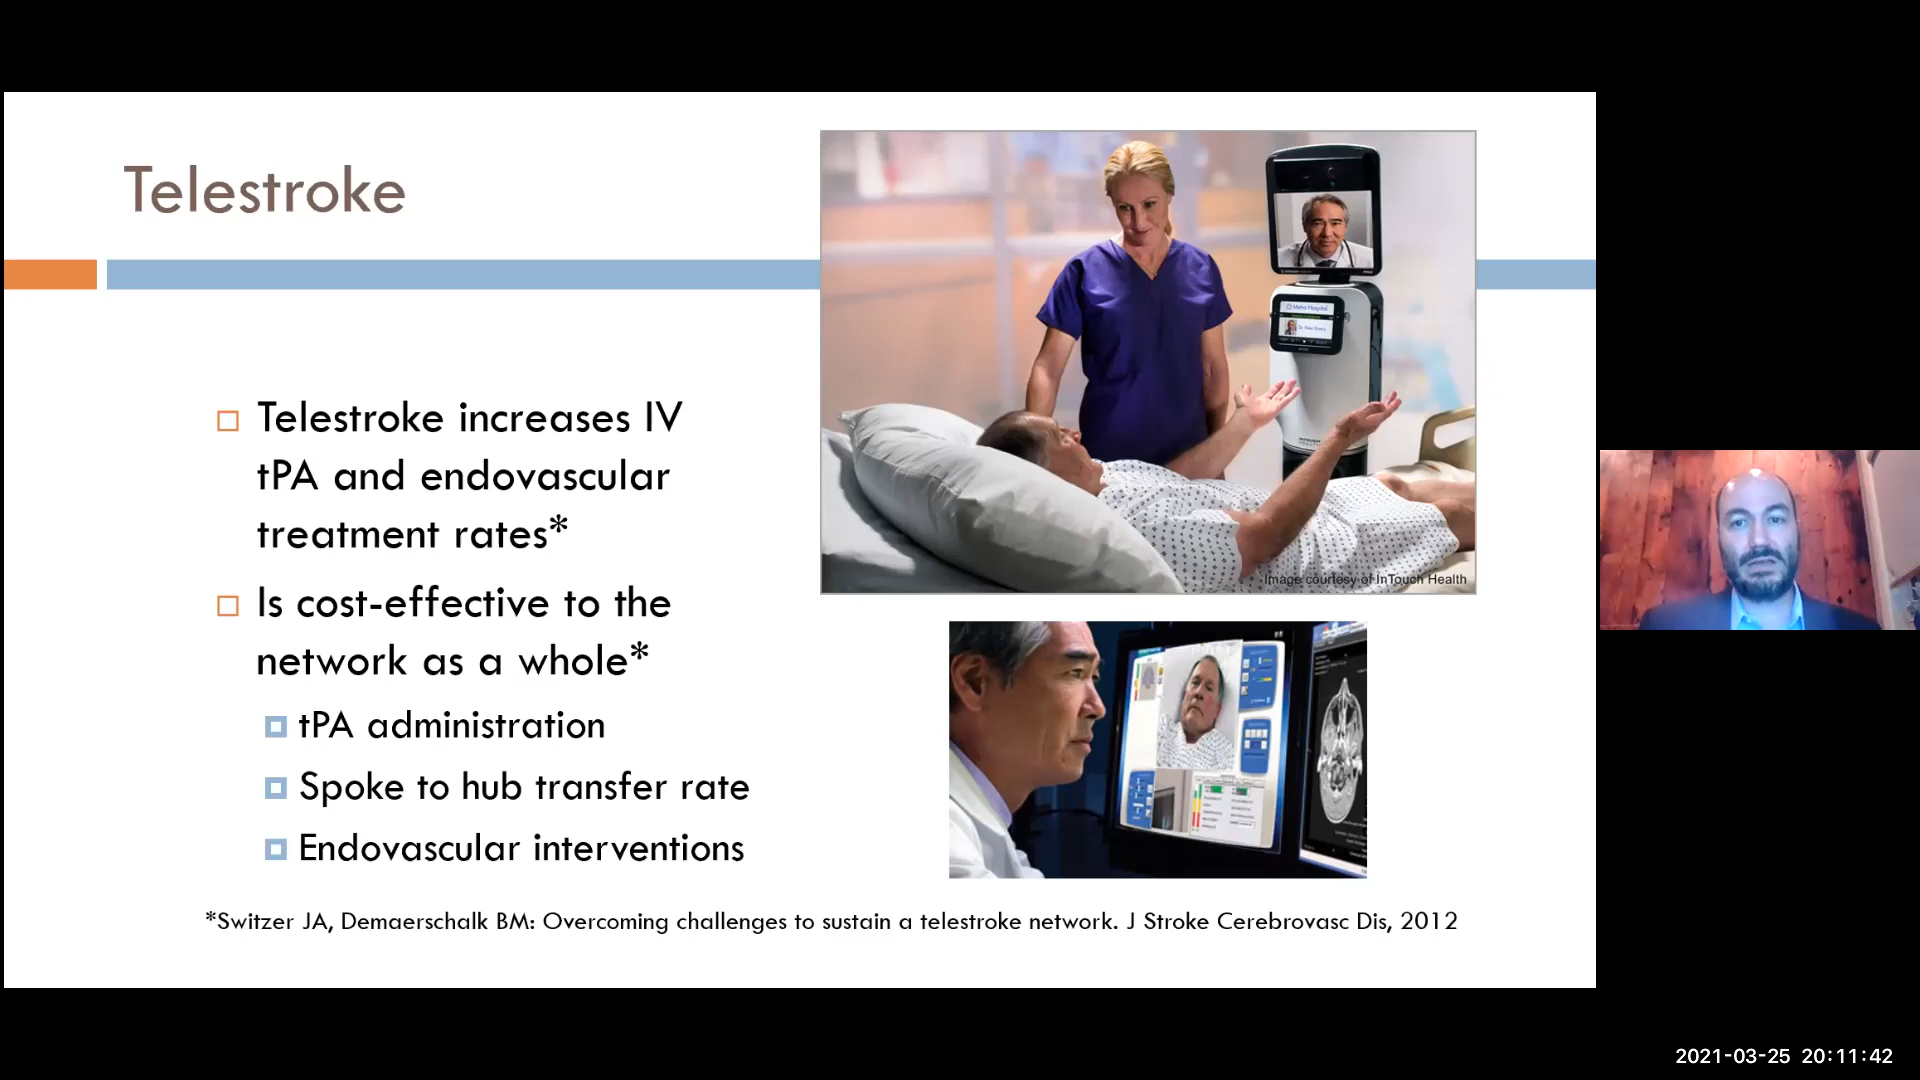 Telestroke
Telestroke increases IV
tPA and endovascular
treatment rates*
Is cost-effective to the
network as a whole*
tPA administration
Spoke to hub transfer rate
Endovascular interventions
Image courtesy of InTouch Health
*Switzer JA, Demaerschalk BM: Overcoming challenges to sustain a telestroke network. J Stroke Cerebrovasc Dis, 2012
2021-03-25 20:11:42